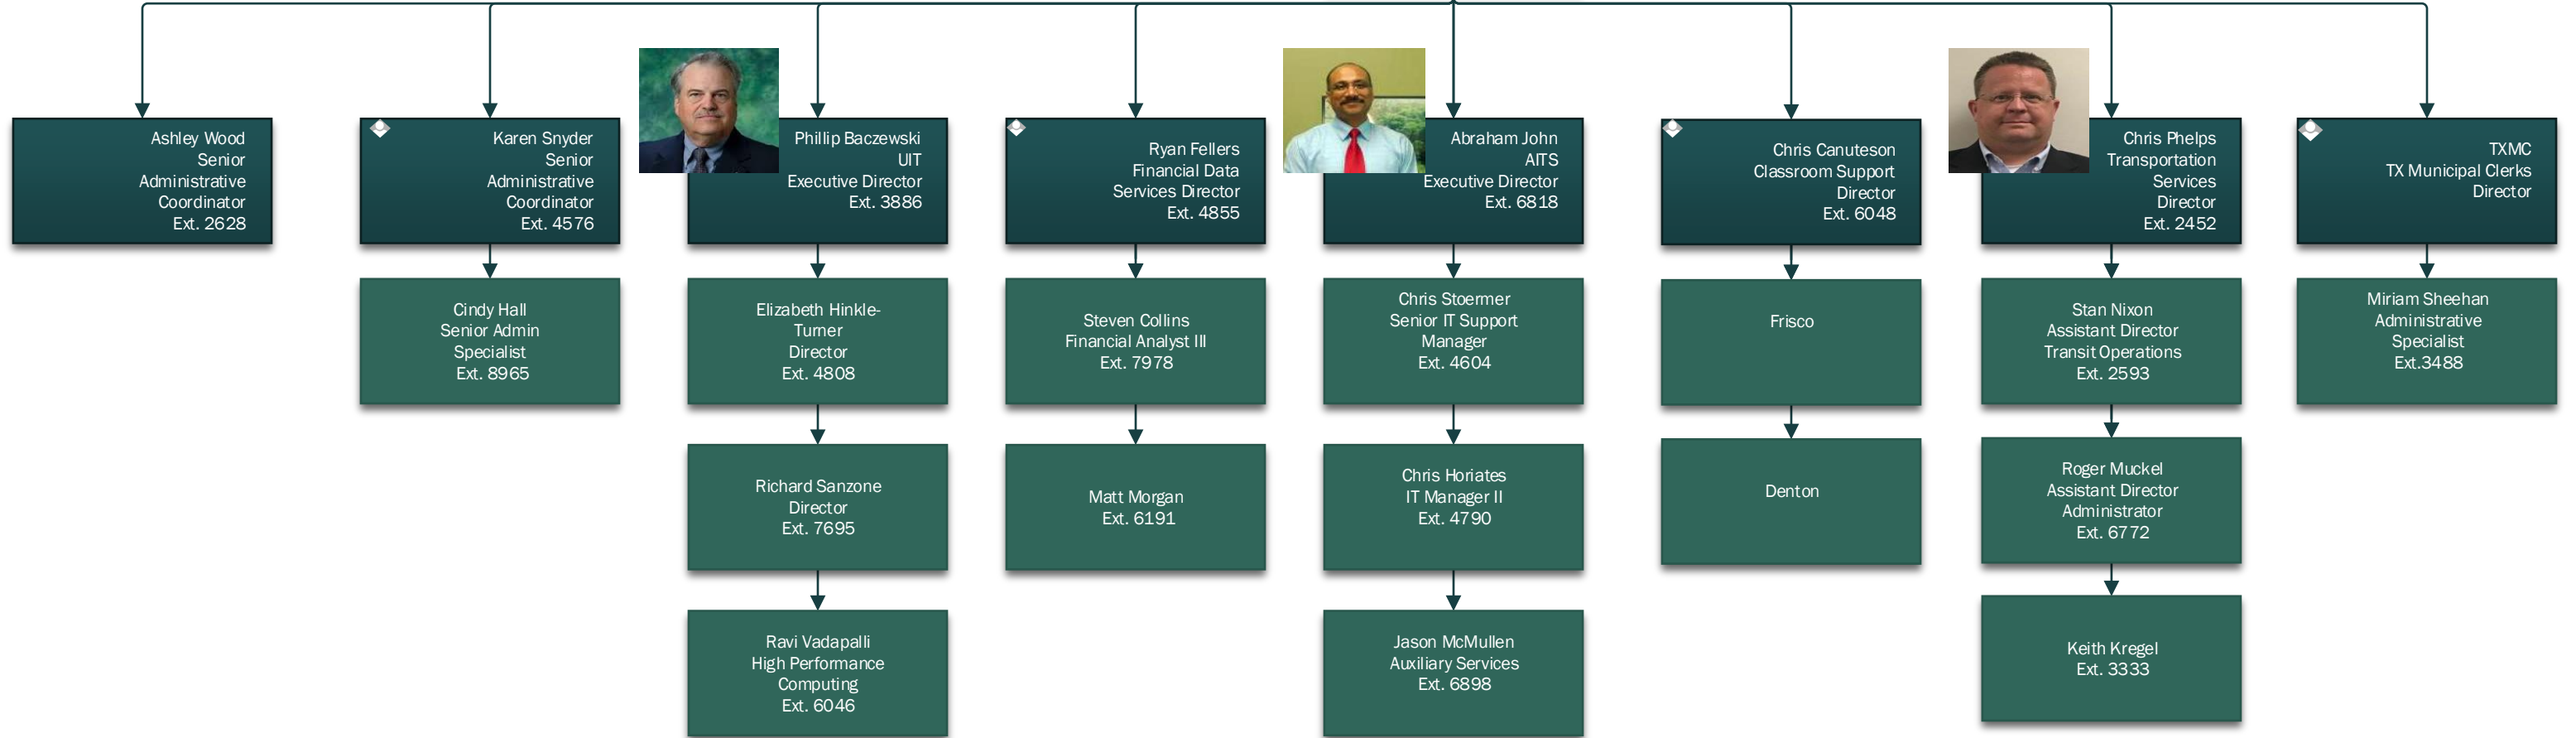 Ashley Wood
Senior
Administrative
Coordinator
Ext. 2628
Karen Snyder
Senior
Administrative
Coordinator
Ext. 4576
Phillip Baczewski
UIT
Executive Director
Ext. 3886
Ryan Fellers
Financial Data
Services Director
Ext. 4855
Abraham John
AITS
Executive Director
Ext. 6818
Chris Canuteson
Classroom Support
Director
Ext. 6048
Chris Phelps
Transportation
Services
Director
Ext. 2452
TXMC
TX Municipal Clerks
Director
Cindy Hall
Senior Admin
Specialist
Ext. 8965
Elizabeth Hinkle-
Turner
Director
Ext. 4808
Steven Collins
Financial Analyst III
Ext. 7978
Chris Stoermer
Senior IT Support
Manager
Ext. 4604
Frisco
Stan Nixon
Assistant Director
Transit Operations
Ext. 2593
Miriam Sheehan
Administrative
Specialist
Ext.3488
Richard Sanzone
Director
Ext. 7695
Matt Morgan
Ext. 6191
Chris Horiates
IT Manager II
Ext. 4790
Denton
Roger Muckel
Assistant Director
Administrator
Ext. 6772
Ravi Vadapalli
High Performance
Computing
Ext. 6046
Jason McMullen
Auxiliary Services
Ext. 6898
Keith Kregel
Ext. 3333